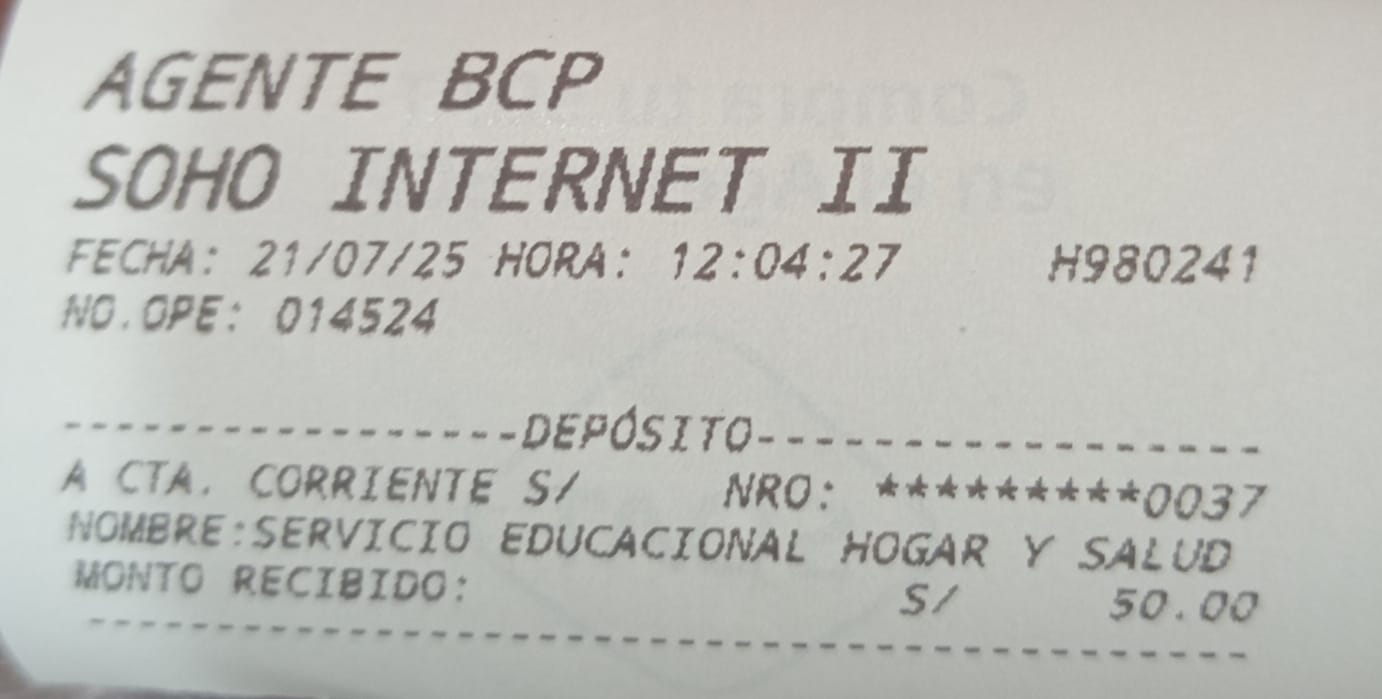 AGENTE BCP
SOHO INTERNET II
FECHA: 21/07/25 HORA: 12:04:27 H980241
NO.OPE: 014524
-----------------DEPÓSITO-----------------
A CTA. CORRIENTE S/ NRO: *********0037
NOMBRE:SERVICIO EDUCACIONAL HOGAR Y SALUD
MONTO RECIBIDO: S/ 50.00
------------------------------------------